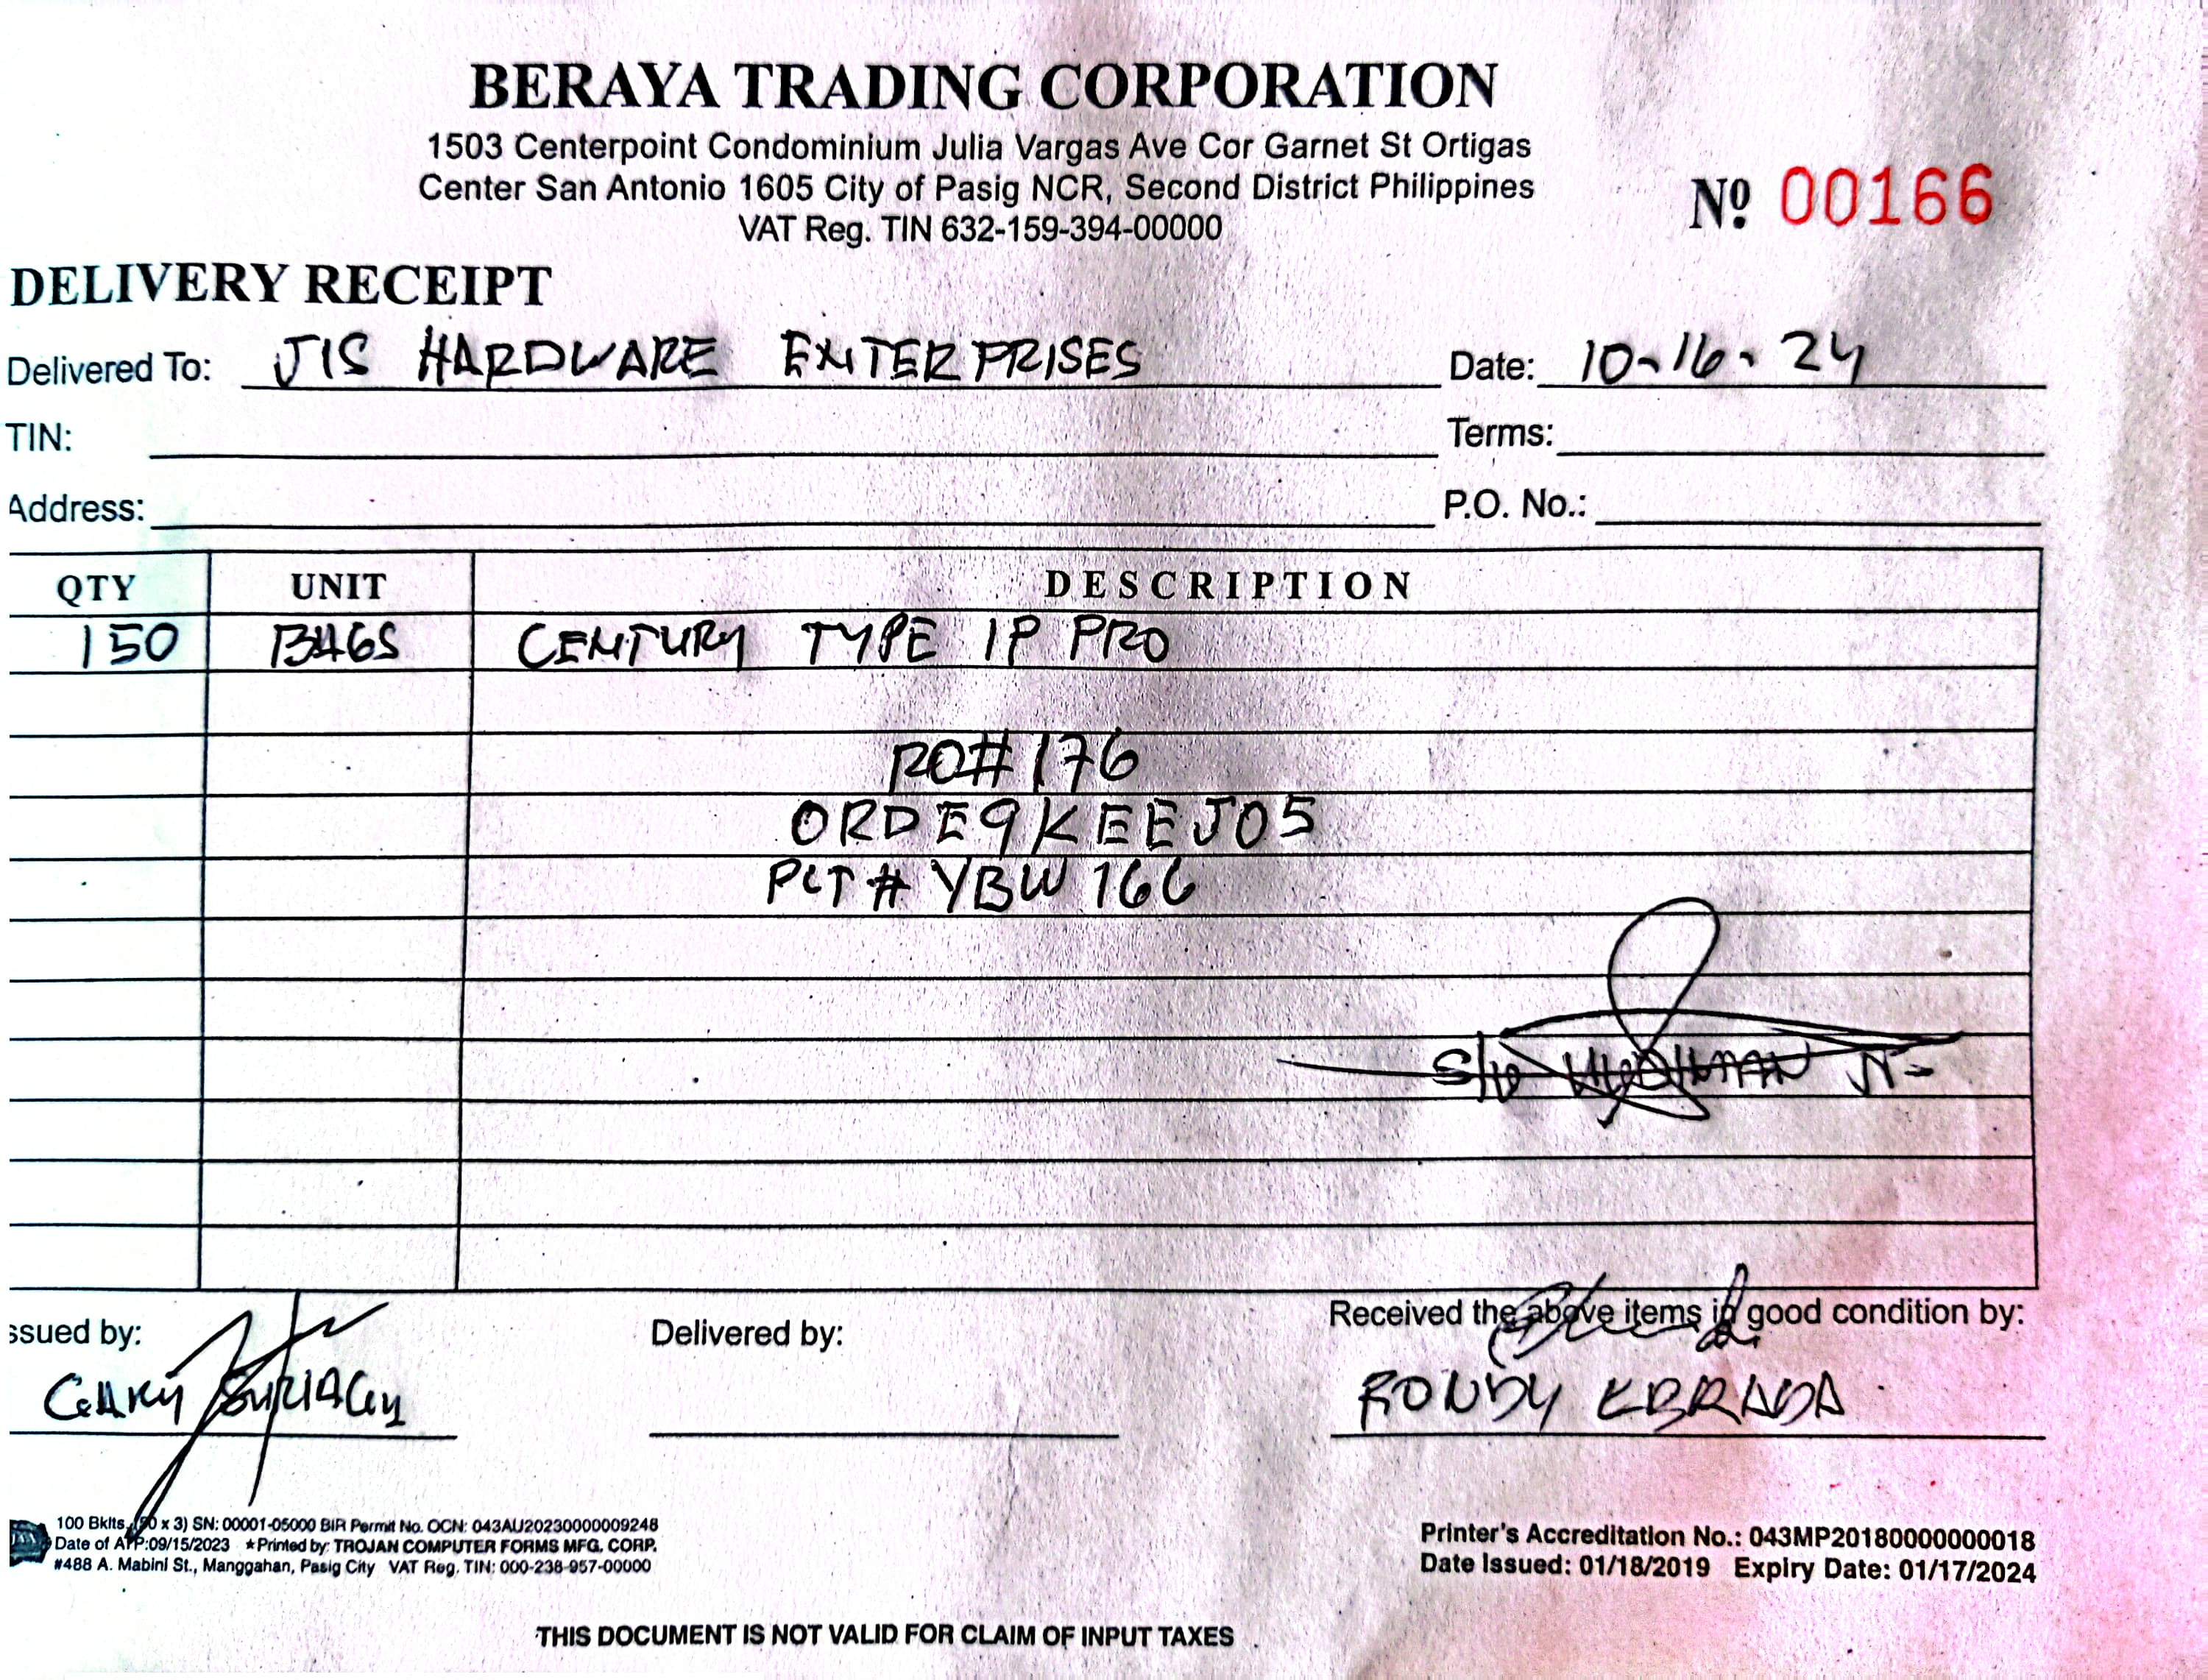 BERAYA TRADING CORPORATION
1503 Centerpoint Condominium Julia Vargas Ave Cor Garnet St Ortigas
Center San Antonio 1605 City of Pasig NCR, Second District Philippines
VAT Reg. TIN 632-159-394-00000
Nº 00166
DELIVERY RECEIPT
Delivered To: JIS HARDWARE ENTERPRISES Date: 10-16-24
TIN: Terms:
Address: P.O. No.:
QTY UNIT DESCRIPTION
150 BAGS CENTURY TYPE IP PRO
RO#176
ORDE9KEEJ05
PLT# YBW 166
ssued by: Delivered by: Received the above items in good condition by:
RONDY EBRADA
100 Bklts. (50 x 3) SN: 00001-05000 BIR Permit No. OCN: 043AU20230000009248
Date of ATP:09/15/2023 ★Printed by: TROJAN COMPUTER FORMS MFG. CORP.
#488 A. Mabini St., Manggahan, Pasig City VAT Reg. TIN: 000-238-957-00000
Printer's Accreditation No.: 043MP20180000000018
Date Issued: 01/18/2019 Expiry Date: 01/17/2024
THIS DOCUMENT IS NOT VALID FOR CLAIM OF INPUT TAXES